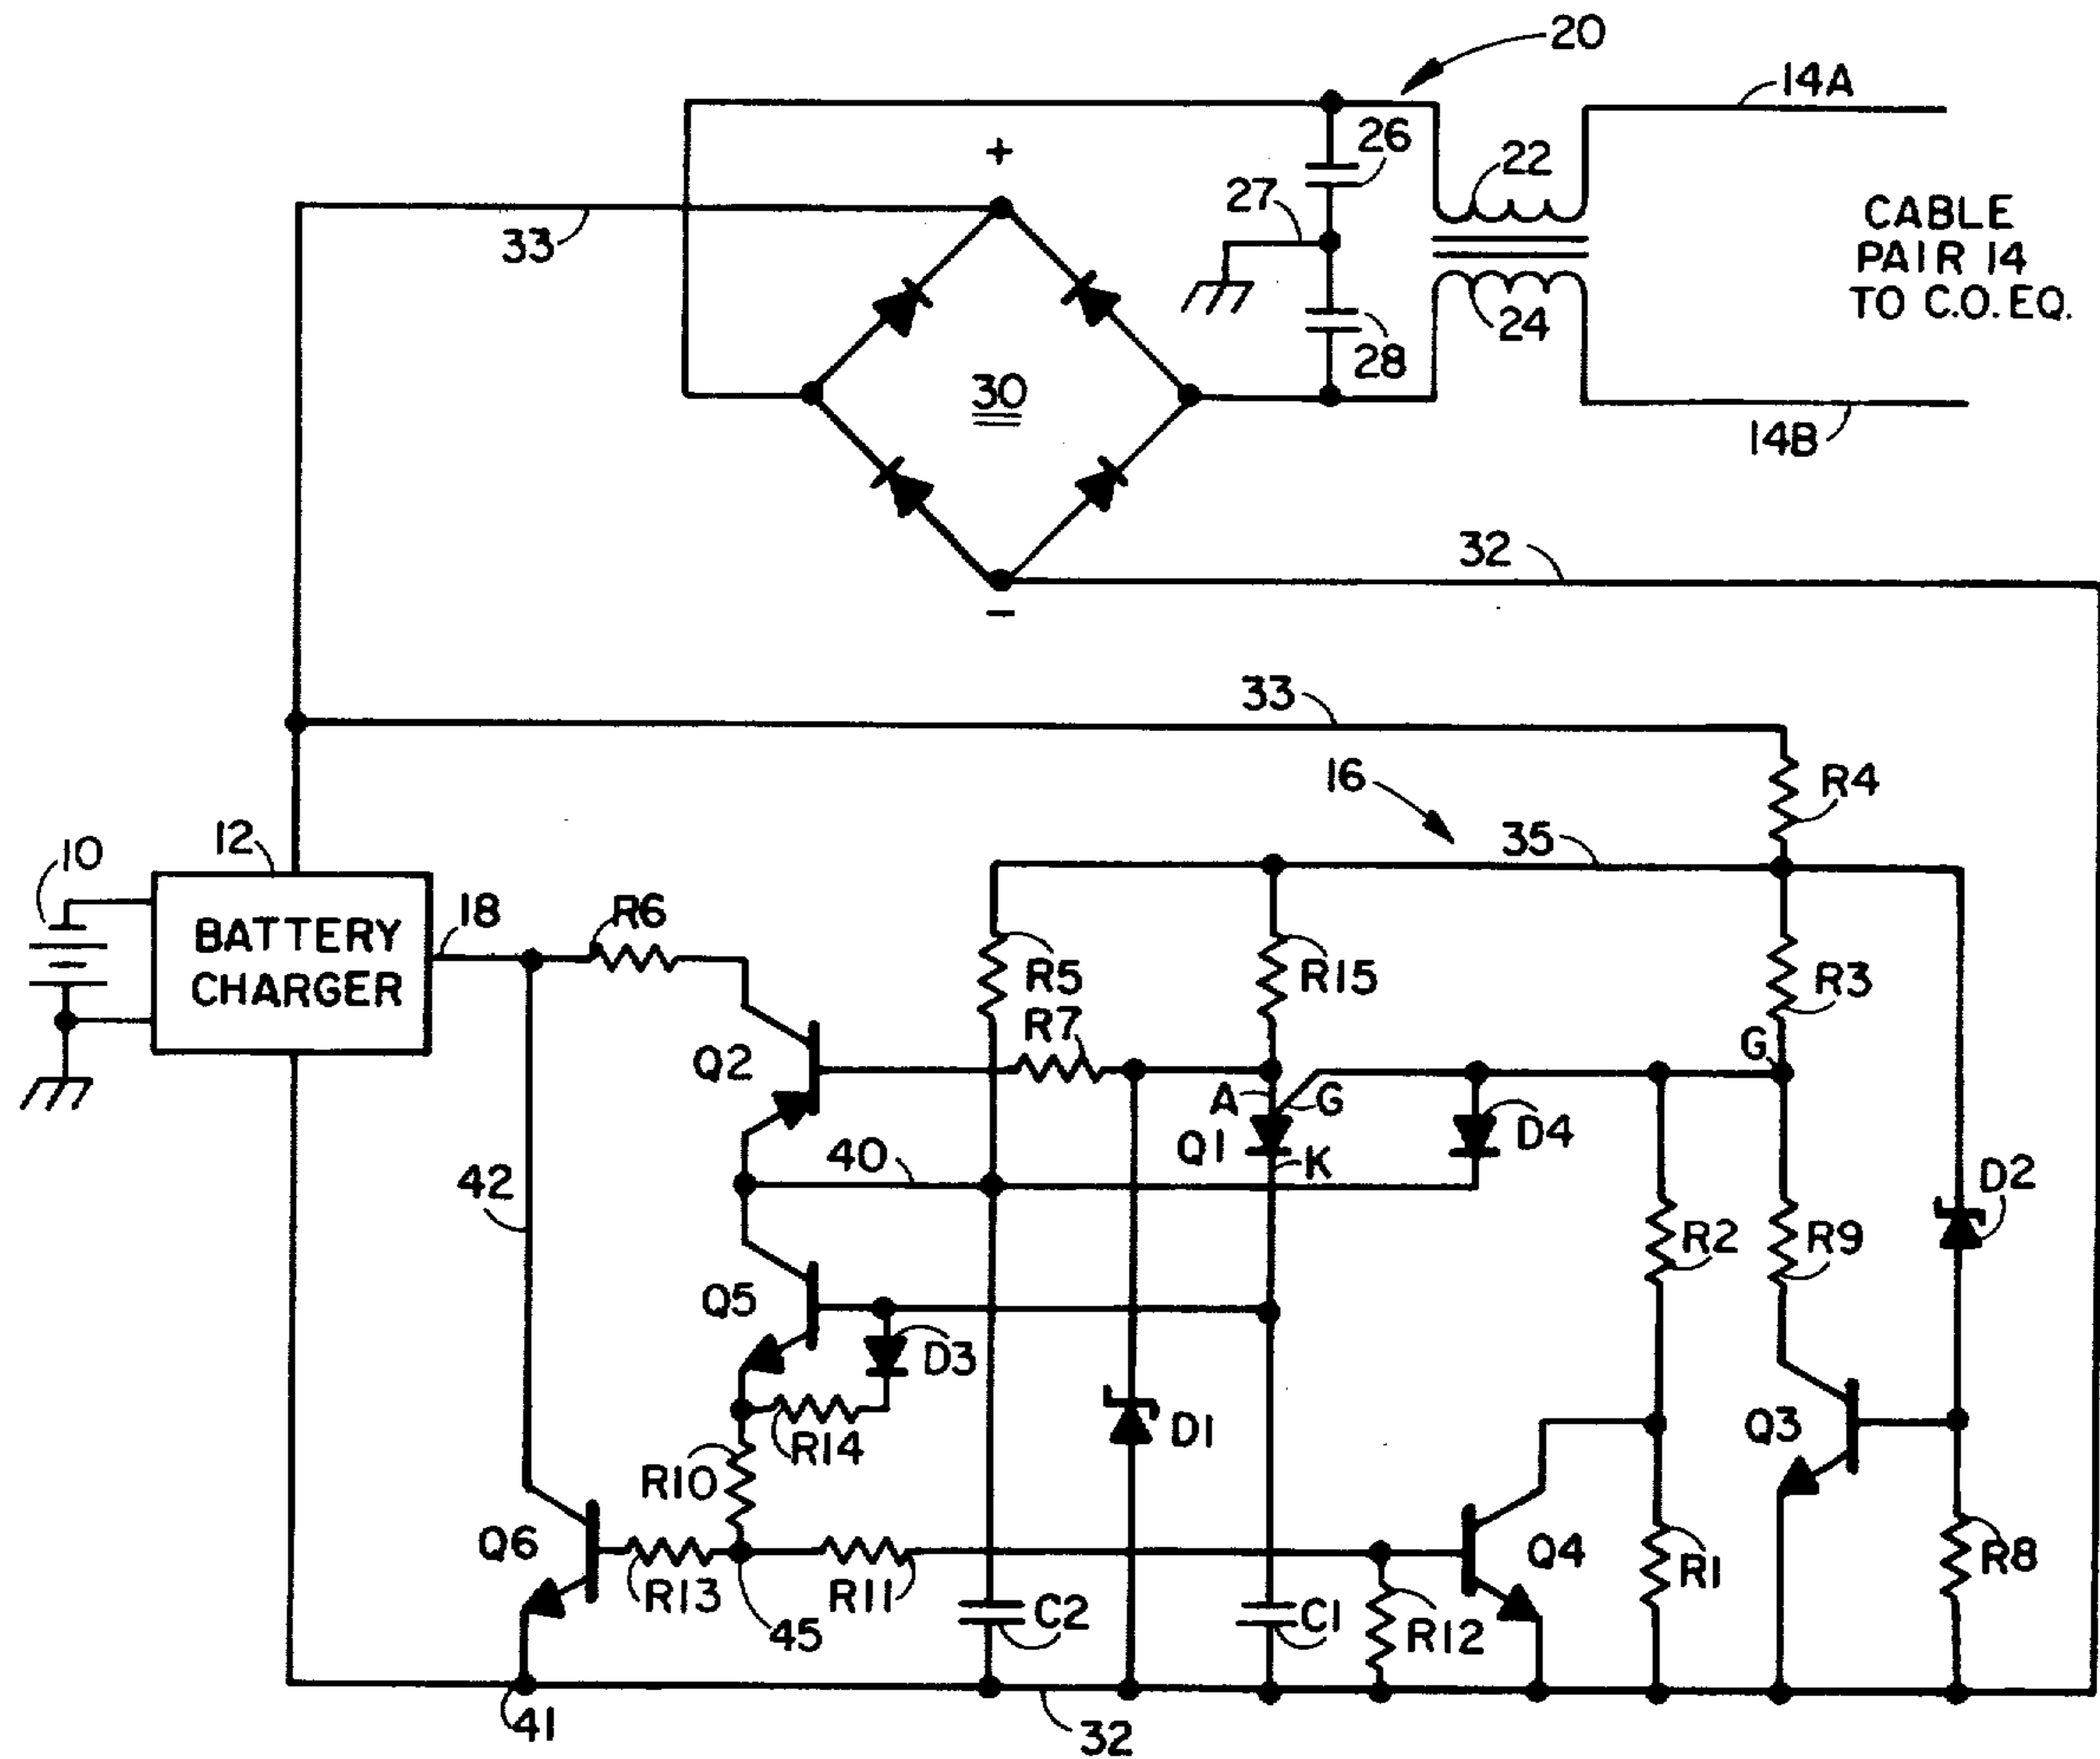 20
14A
26
22
+
27
33
CABLE
PAIR 14
TO C.O. EQ.
24
28
30
14B
32
−
33
16
R4
12
35
10
18
R6
BATTERY
CHARGER
R5
R15
R3
R7
G
Q2
A
G
Q1
D4
K
40
42
D2
R2
R9
Q5
D3
R14
D1
Q3
R10
Q6
Q4
R13
R11
R1
R8
45
C2
C1
R12
41
32